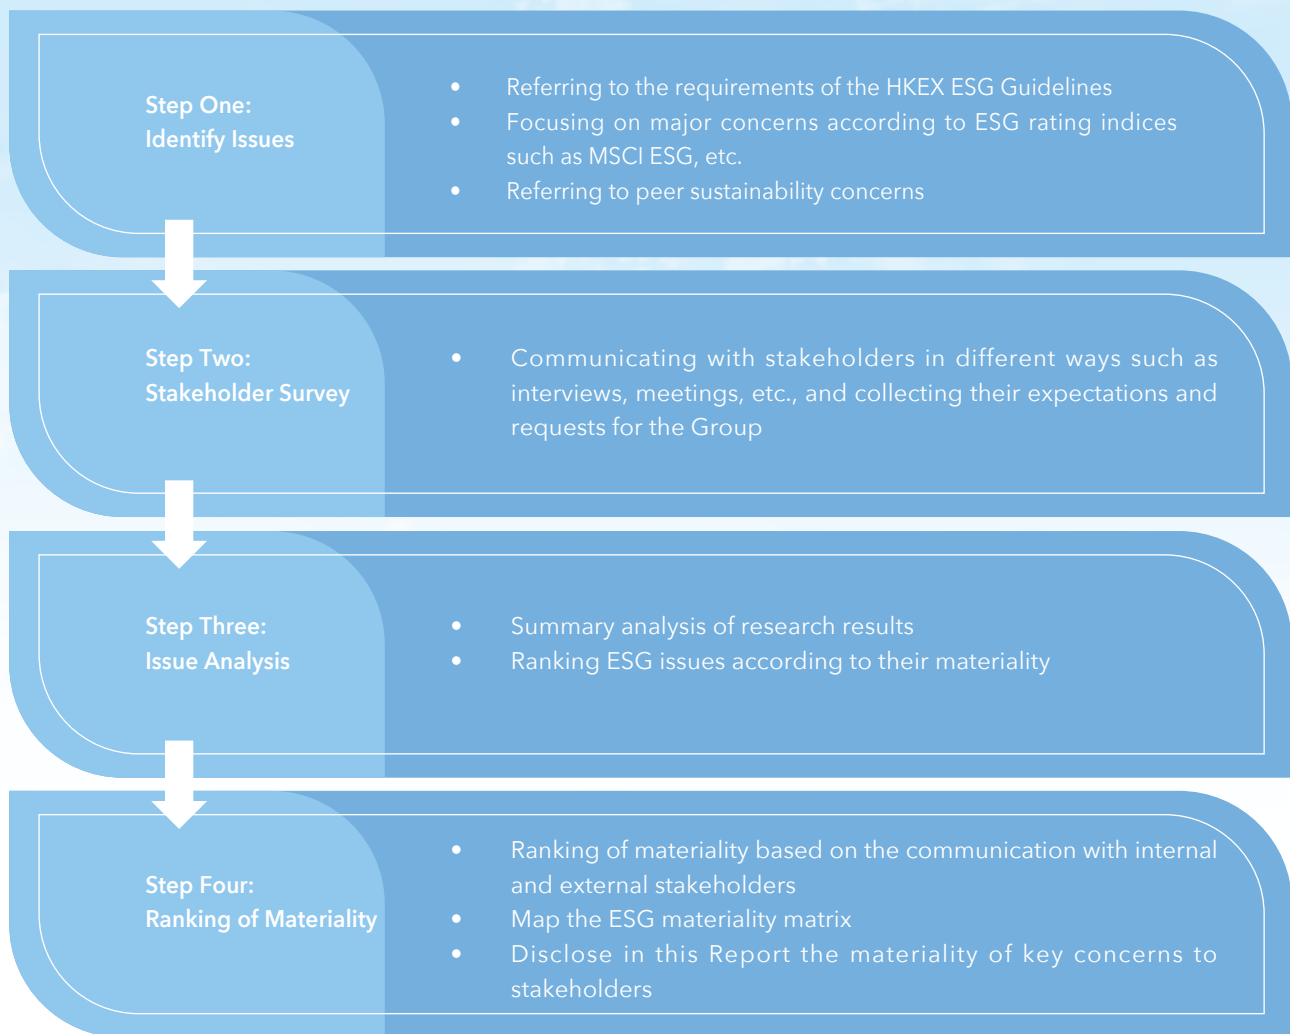 Step One:
Identify Issues
• Referring to the requirements of the HKEX ESG Guidelines
• Focusing on major concerns according to ESG rating indices
such as MSCI ESG, etc.
• Referring to peer sustainability concerns
Step Two:
Stakeholder Survey
• Communicating with stakeholders in different ways such as
interviews, meetings, etc., and collecting their expectations and
requests for the Group
Step Three:
Issue Analysis
• Summary analysis of research results
• Ranking ESG issues according to their materiality
Step Four:
Ranking of Materiality
• Ranking of materiality based on the communication with internal
and external stakeholders
• Map the ESG materiality matrix
• Disclose in this Report the materiality of key concerns to
stakeholders